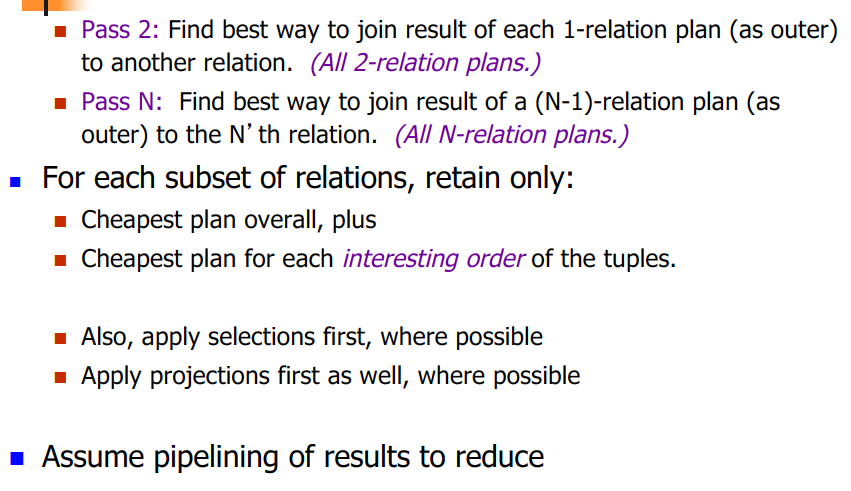 Pass 2: Find best way to join result of each 1-relation plan (as outer)
to another relation. (All 2-relation plans.)
Pass N: Find best way to join result of a (N-1)-relation plan (as
outer) to the N’th relation. (All N-relation plans.)
For each subset of relations, retain only:
Cheapest plan overall, plus
Cheapest plan for each interesting order of the tuples.
Also, apply selections first, where possible
Apply projections first as well, where possible
Assume pipelining of results to reduce